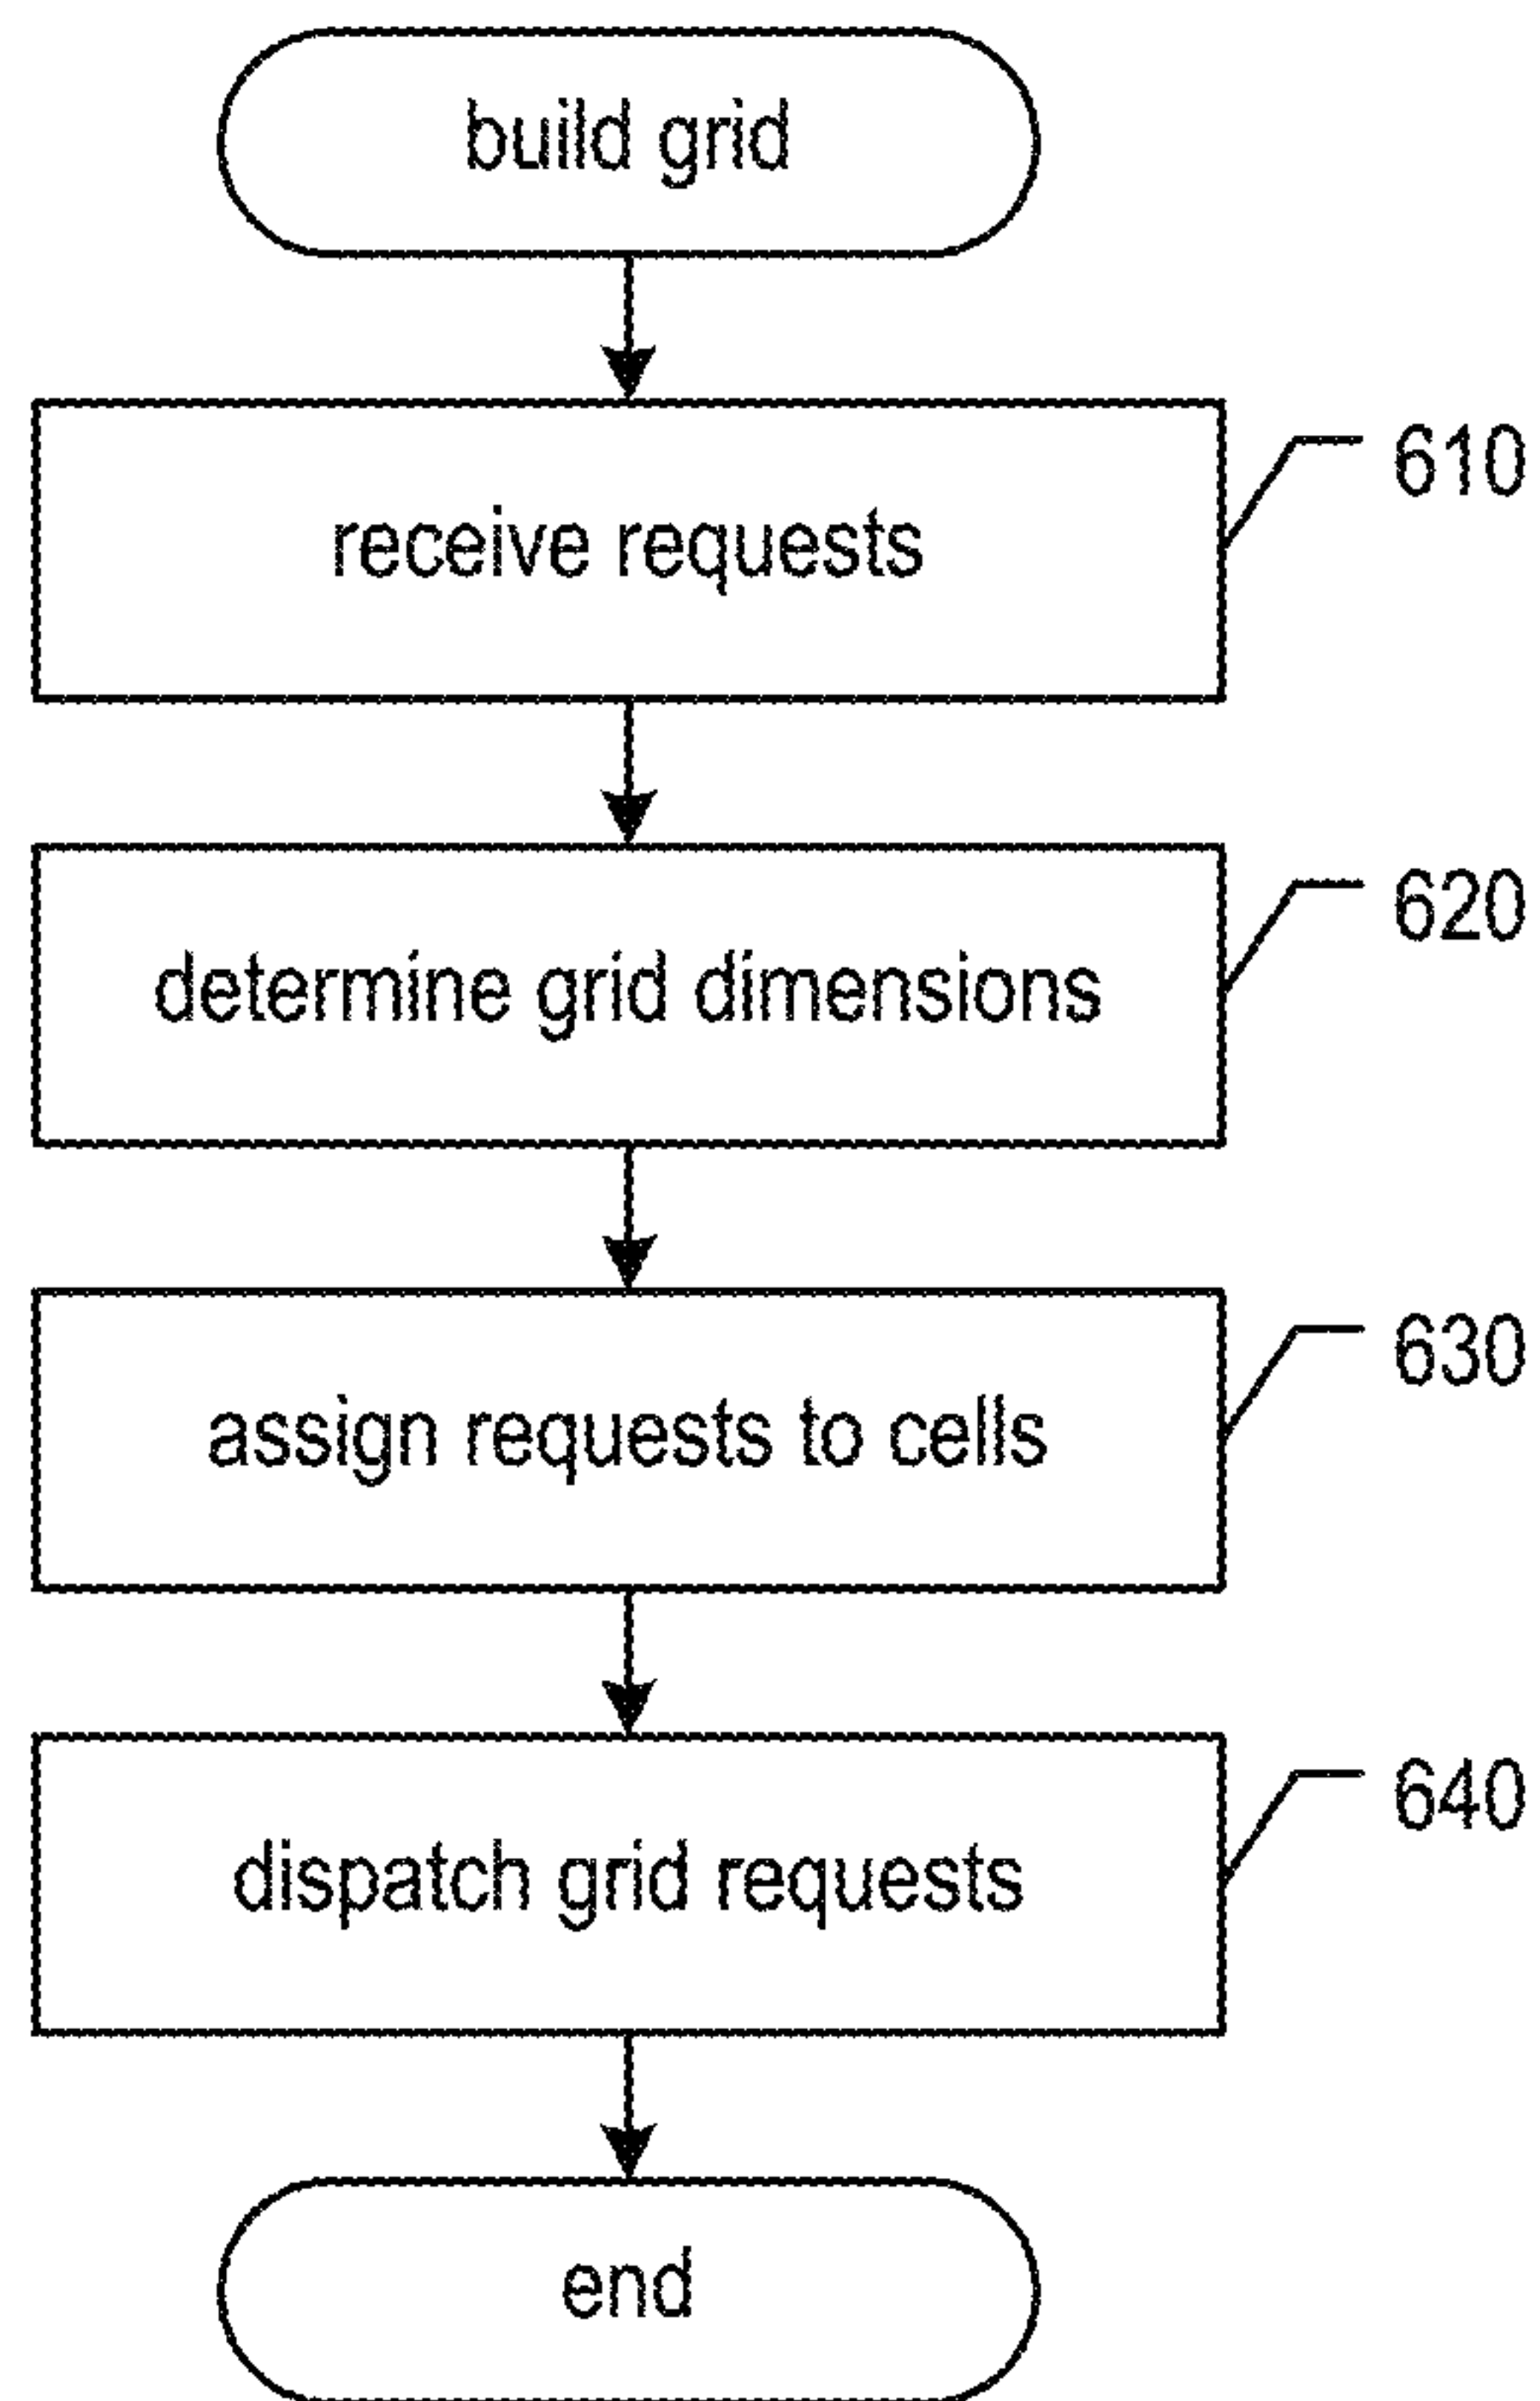 build grid
receive requests
610
determine grid dimensions
620
assign requests to cells
630
dispatch grid requests
640
end